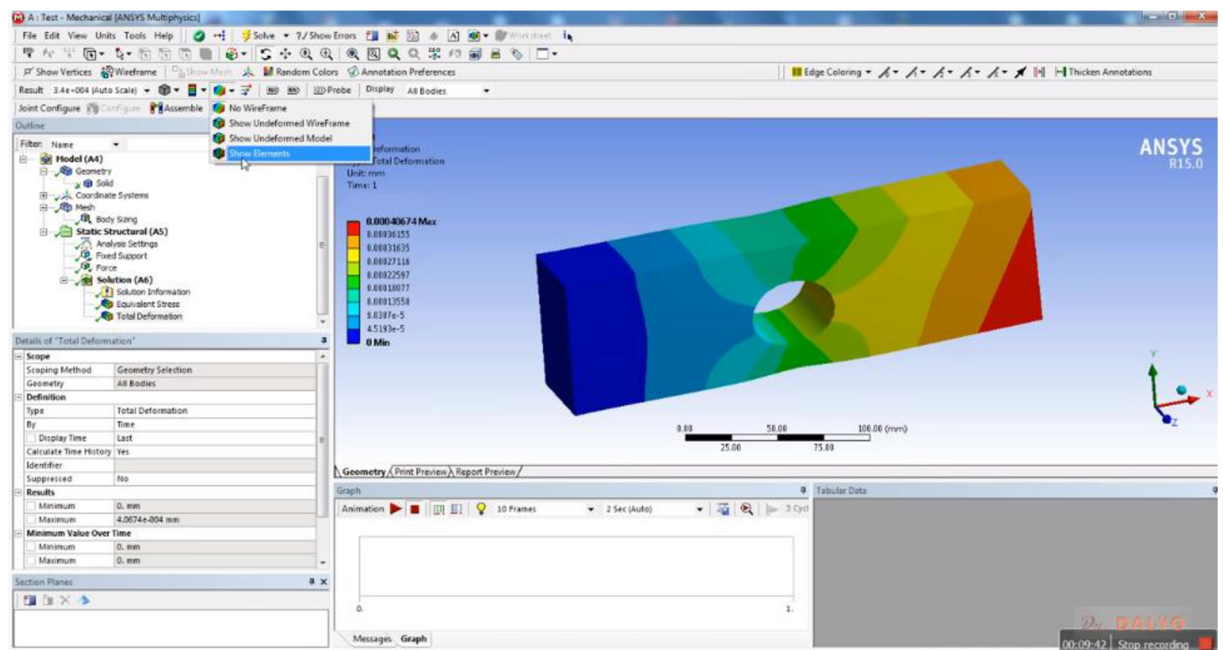 A : Test - Mechanical [ANSYS Multiphysics]
File Edit View Units Tools Help Solve ?/Show Errors Worksheet
Show Vertices Wireframe Show Mesh Random Colors Annotation Preferences Edge Coloring Thicken Annotations
Result 3.4e+004 (Auto Scale) Probe Display All Bodies
Joint Configure Configure Assemble
No WireFrame
Show Undeformed WireFrame
Show Undeformed Model
Show Elements
Outline
Filter: Name
Model (A4)
Geometry
Solid
Coordinate Systems
Mesh
Body Sizing
Static Structural (A5)
Analysis Settings
Fixed Support
Force
Solution (A6)
Solution Information
Equivalent Stress
Total Deformation
Details of "Total Deformation"
Scope
Scoping Method Geometry Selection
Geometry All Bodies
Definition
Type Total Deformation
By Time
Display Time Last
Calculate Time History Yes
Identifier
Suppressed No
Results
Minimum 0. mm
Maximum 4.0674e-004 mm
Minimum Value Over Time
Minimum 0. mm
Maximum 0. mm
Section Planes
Total Deformation
Unit: mm
Time: 1
0.00040674 Max
0.00036155
0.00031635
0.00027116
0.00022597
0.00018077
0.00013558
9.0387e-5
4.5193e-5
0 Min
ANSYS
R15.0
Y
X
Z
0.00 50.00 100.00 (mm)
25.00 75.00
Geometry Print Preview Report Preview
Graph
Animation 10 Frames 2 Sec (Auto) 3 Cycl
0. 1.
Messages Graph
Tabular Data
00:09:42 Stop recording